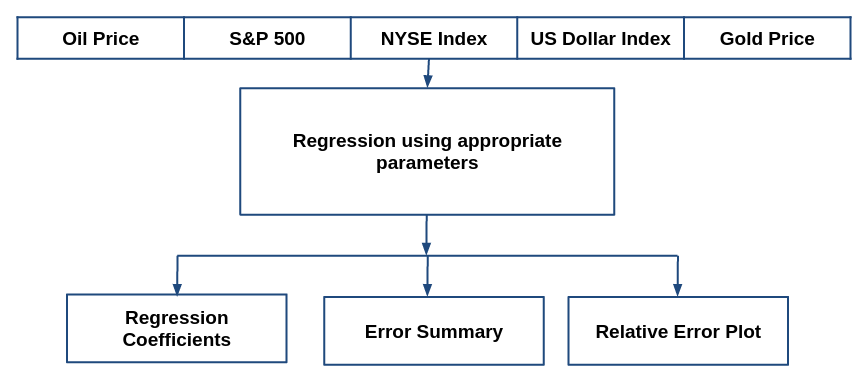 Oil Price
S&P 500
NYSE Index
US Dollar Index
Gold Price
Regression using appropriate
parameters
Regression
Coefficients
Error Summary
Relative Error Plot